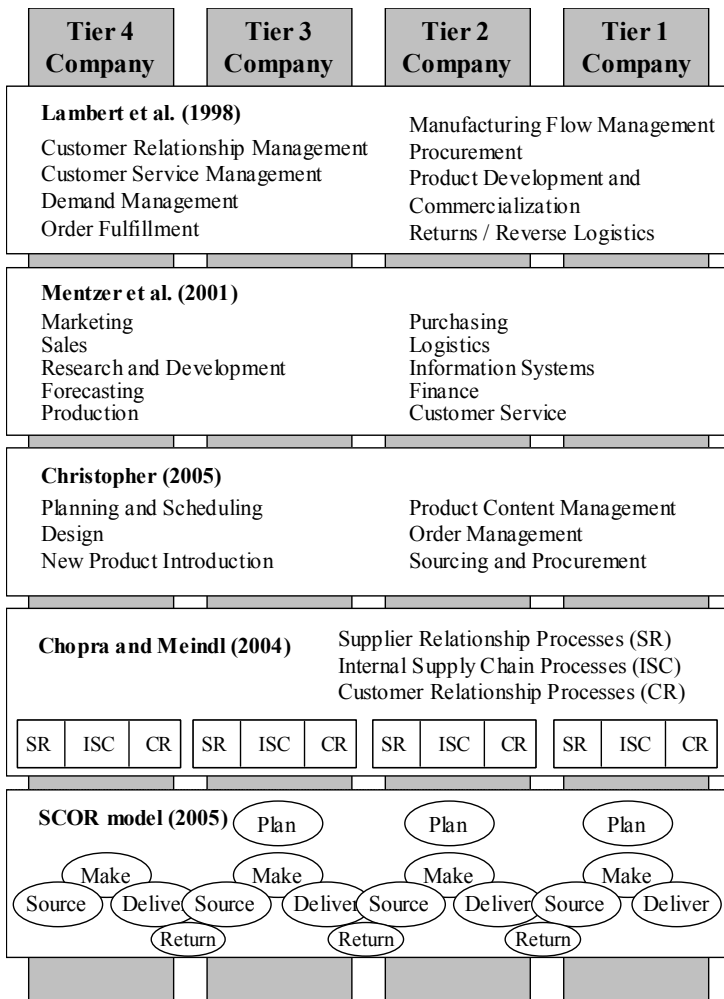 Tier 4
Company
Tier 3
Company
Tier 2
Company
Tier 1
Company
Lambert et al. (1998)
Customer Relationship Management
Customer Service Management
Demand Management
Order Fulfillment
Manufacturing Flow Management
Procurement
Product Development and
Commercialization
Returns / Reverse Logistics
Mentzer et al. (2001)
Marketing
Sales
Research and Development
Forecasting
Production
Purchasing
Logistics
Information Systems
Finance
Customer Service
Christopher (2005)
Planning and Scheduling
Design
New Product Introduction
Product Content Management
Order Management
Sourcing and Procurement
Chopra and Meindl (2004)
Supplier Relationship Processes (SR)
Internal Supply Chain Processes (ISC)
Customer Relationship Processes (CR)
SR ISC CR SR ISC CR SR ISC CR SR ISC CR
SCOR model (2005)
Plan Plan Plan
Make Make Make Make
Source Deliver Source Deliver Source Deliver Source Deliver
Return Return Return